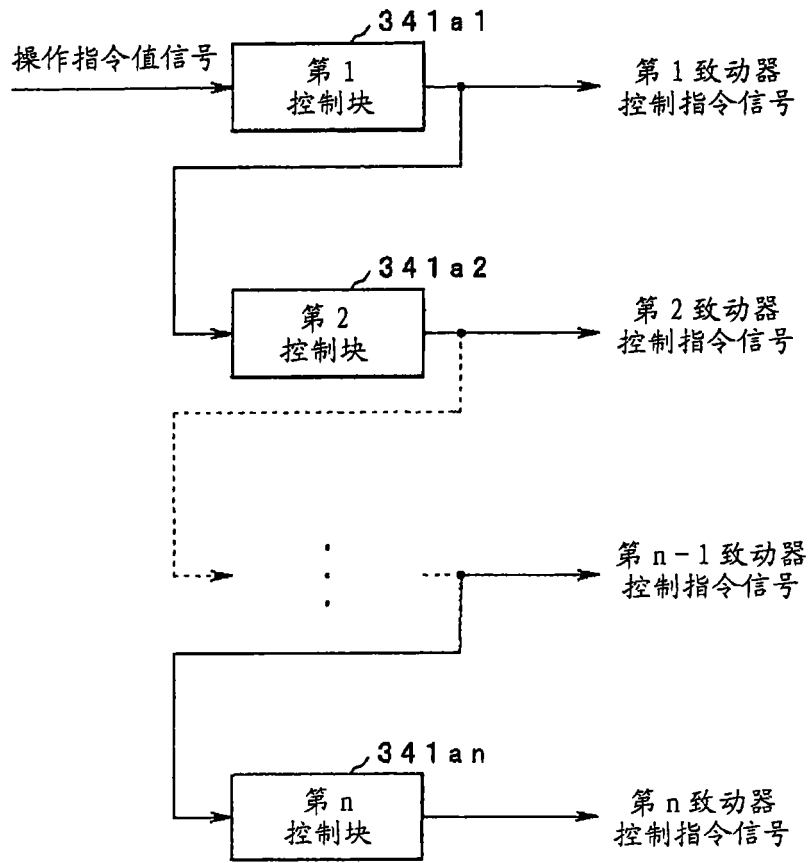 341a1
操作指令值信号
第1
控制块
第1致动器
控制指令信号
341a2
第2
控制块
第2致动器
控制指令信号
第n-1致动器
控制指令信号
341an
第n
控制块
第n致动器
控制指令信号